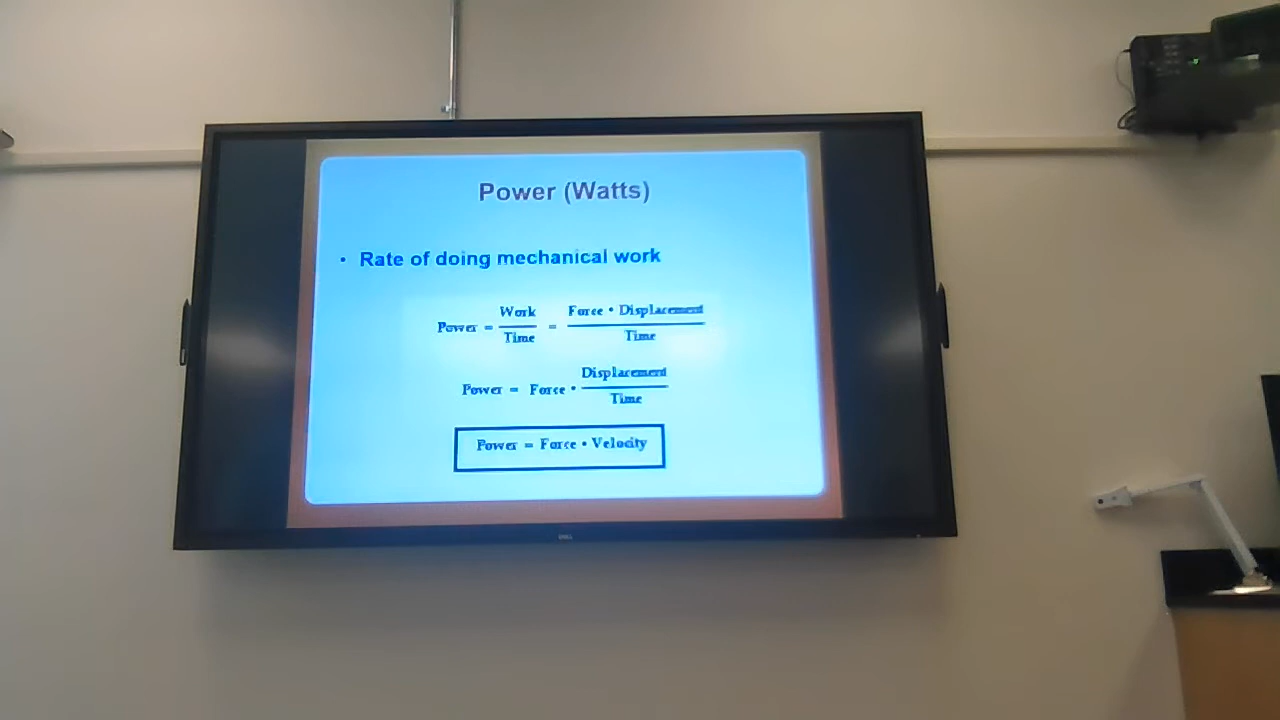 Power (Watts)
• Rate of doing mechanical work
Power = Work / Time = Force • Displacement / Time
Power = Force • Displacement / Time
Power = Force • Velocity
DELL